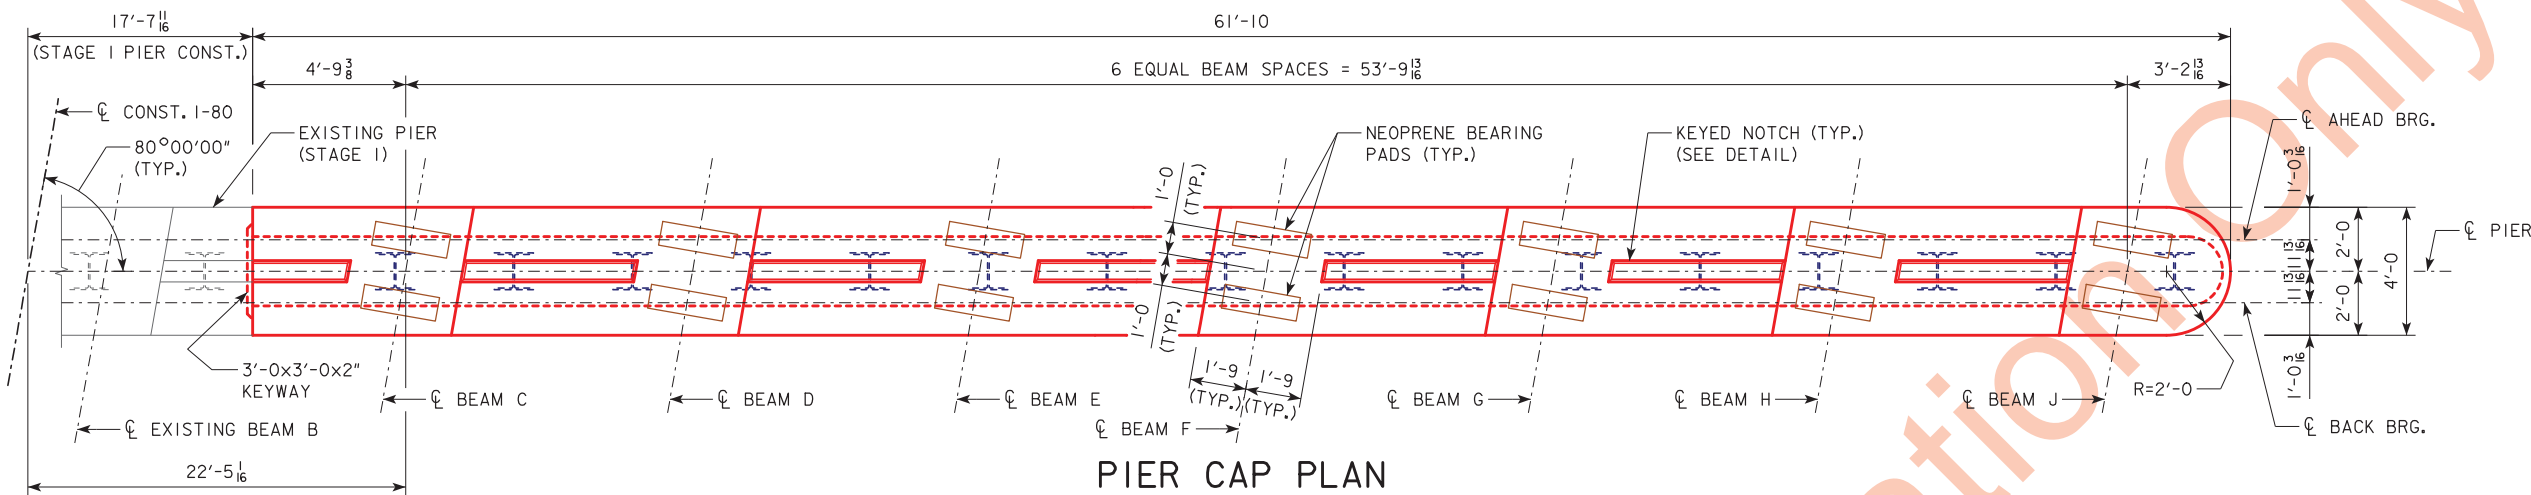 17'-7 11/16
(STAGE 1 PIER CONST.)
61'-10
4'-9 3/8
6 EQUAL BEAM SPACES = 53'-9 13/16
3'-2 3/16
℄ CONST. I-80
80°00'00"
(TYP.)
EXISTING PIER
(STAGE 1)
1'-0
(TYP.)
NEOPRENE BEARING
PADS (TYP.)
KEYED NOTCH (TYP.)
(SEE DETAIL)
℄ AHEAD BRG.
1'-0 3/16
11 13/16
11 13/16
1'-0 3/16
2'-0
2'-0
4'-0
℄ PIER
1'-0
(TYP.)
3'-0x3'-0x2"
KEYWAY
1'-9
(TYP.)
1'-9
(TYP.)
R=2'-0
℄ BEAM C
℄ BEAM D
℄ BEAM E
℄ BEAM F
℄ BEAM G
℄ BEAM H
℄ BEAM J
℄ EXISTING BEAM B
℄ BACK BRG.
22'-5 1/16
PIER CAP PLAN
Only